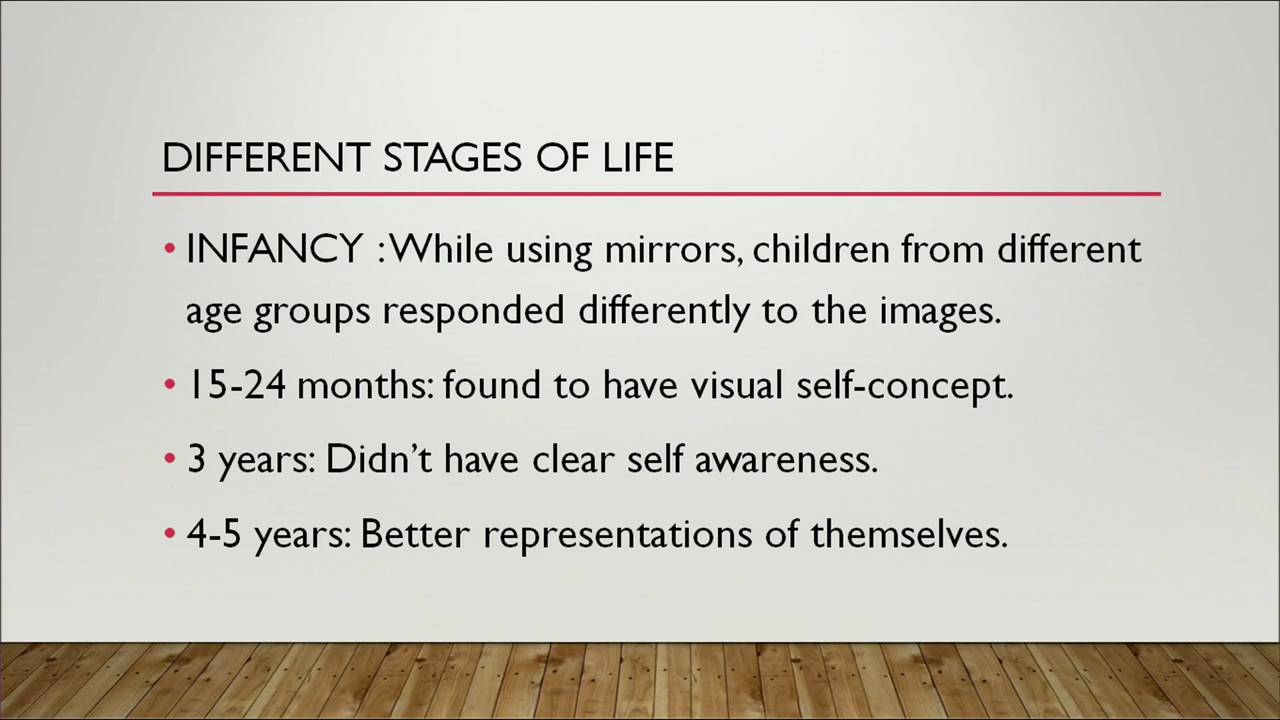 DIFFERENT STAGES OF LIFE
• INFANCY : While using mirrors, children from different
age groups responded differently to the images.
• 15-24 months: found to have visual self-concept.
• 3 years: Didn’t have clear self awareness.
• 4-5 years: Better representations of themselves.